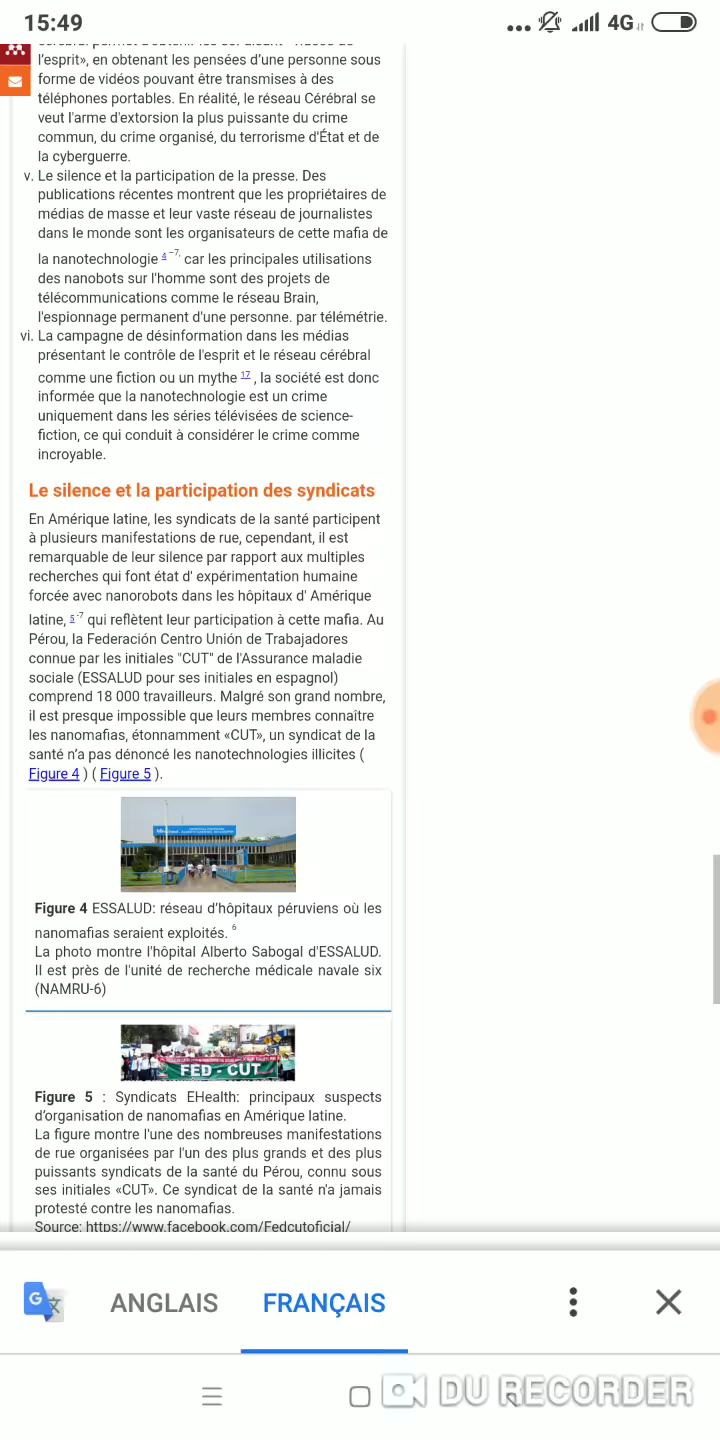 15:49
4G
l'esprit», en obtenant les pensées d'une personne sous
forme de vidéos pouvant être transmises à des
téléphones portables. En réalité, le réseau Cérébral se
veut l'arme d'extorsion la plus puissante du crime
commun, du crime organisé, du terrorisme d'État et de
la cyberguerre.
v. Le silence et la participation de la presse. Des
publications récentes montrent que les propriétaires de
médias de masse et leur vaste réseau de journalistes
dans le monde sont les organisateurs de cette mafia de
la nanotechnologie 4 –7, car les principales utilisations
des nanobots sur l'homme sont des projets de
télécommunications comme le réseau Brain,
l'espionnage permanent d'une personne. par télémétrie.
vi. La campagne de désinformation dans les médias
présentant le contrôle de l'esprit et le réseau cérébral
comme une fiction ou un mythe 17 , la société est donc
informée que la nanotechnologie est un crime
uniquement dans les séries télévisées de science-
fiction, ce qui conduit à considérer le crime comme
incroyable.
Le silence et la participation des syndicats
En Amérique latine, les syndicats de la santé participent
à plusieurs manifestations de rue, cependant, il est
remarquable de leur silence par rapport aux multiples
recherches qui font état d' expérimentation humaine
forcée avec nanorobots dans les hôpitaux d' Amérique
latine, 5 -7 qui reflètent leur participation à cette mafia. Au
Pérou, la Federación Centro Unión de Trabajadores
connue par les initiales "CUT" de l'Assurance maladie
sociale (ESSALUD pour ses initiales en espagnol)
comprend 18 000 travailleurs. Malgré son grand nombre,
il est presque impossible que leurs membres connaître
les nanomafias, étonnamment «CUT», un syndicat de la
santé n'a pas dénoncé les nanotechnologies illicites (
Figure 4 ) ( Figure 5 ).
Figure 4 ESSALUD: réseau d'hôpitaux péruviens où les
nanomafias seraient exploités. 6
La photo montre l'hôpital Alberto Sabogal d'ESSALUD.
Il est près de l'unité de recherche médicale navale six
(NAMRU-6)
FED - CUT
Figure 5 : Syndicats EHealth: principaux suspects
d'organisation de nanomafias en Amérique latine.
La figure montre l'une des nombreuses manifestations
de rue organisées par l'un des plus grands et des plus
puissants syndicats de la santé du Pérou, connu sous
ses initiales «CUT». Ce syndicat de la santé n'a jamais
protesté contre les nanomafias.
Source: https://www.facebook.com/Fedcutoficial/
G
ANGLAIS
FRANÇAIS
DU RECORDER